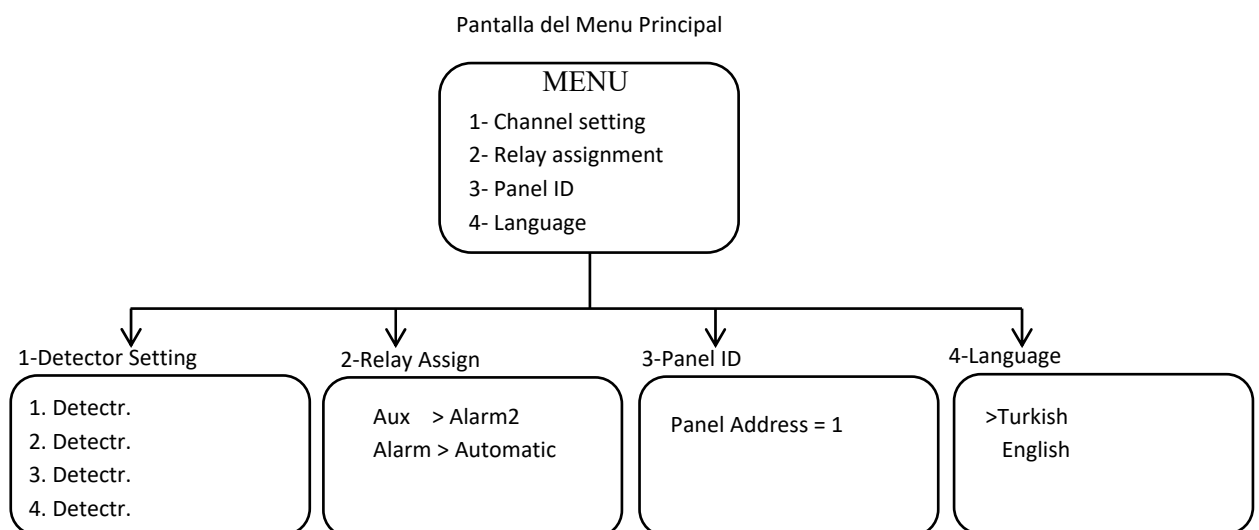 Pantalla del Menu Principal
MENU
1- Channel setting
2- Relay assignment
3- Panel ID
4- Language
1-Detector Setting
1. Detectr.
2. Detectr.
3. Detectr.
4. Detectr.
2-Relay Assign
Aux > Alarm2
Alarm > Automatic
3-Panel ID
Panel Address = 1
4-Language
>Turkish
English